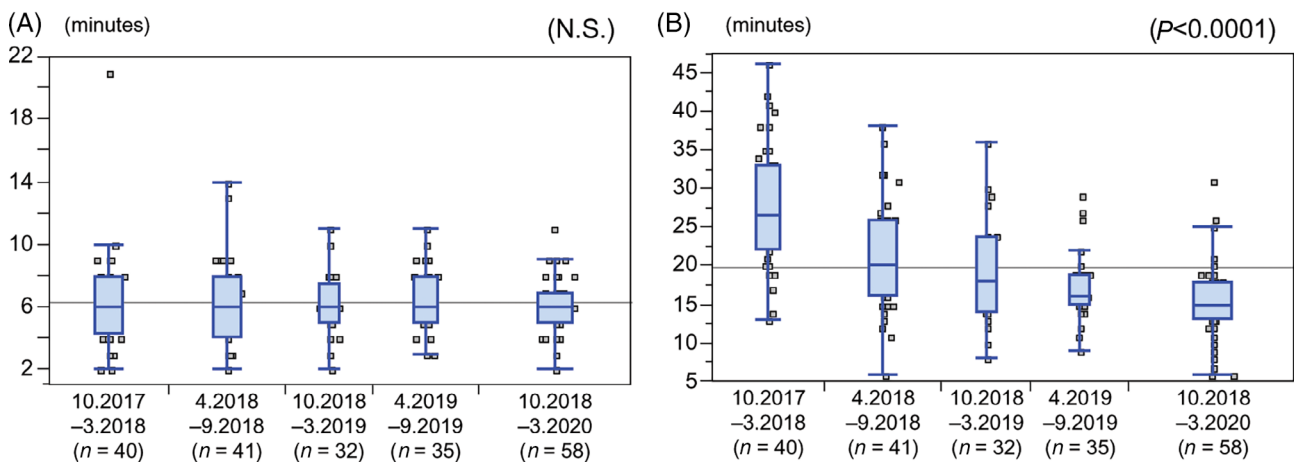 (A) (minutes) (N.S.)
22
18
14
10
6
2
10.2017 4.2018 10.2018 4.2019 10.2018
–3.2018 –9.2018 –3.2019 –9.2019 –3.2020
(n = 40) (n = 41) (n = 32) (n = 35) (n = 58)
(B) (minutes) (P<0.0001)
45
40
35
30
25
20
15
10
5
10.2017 4.2018 10.2018 4.2019 10.2018
–3.2018 –9.2018 –3.2019 –9.2019 –3.2020
(n = 40) (n = 41) (n = 32) (n = 35) (n = 58)